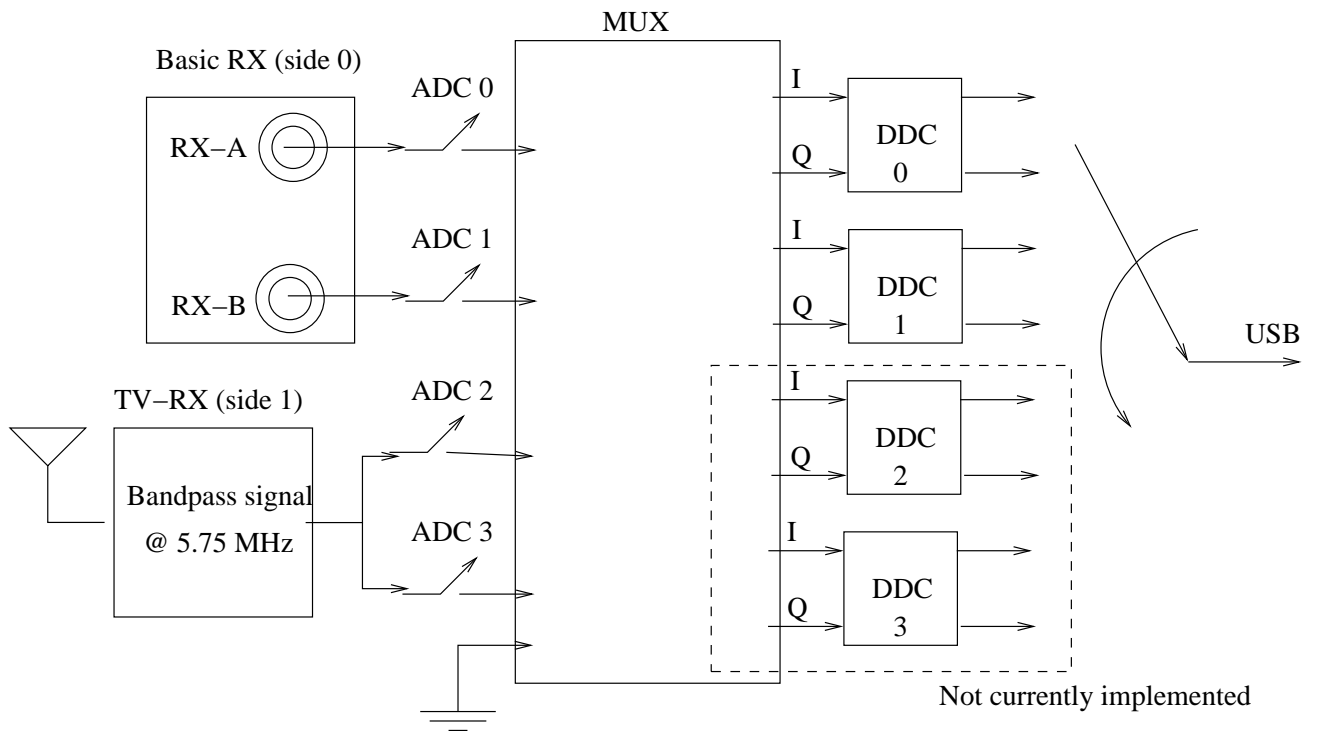 MUX
Basic RX (side 0)
ADC 0
RX−A
ADC 1
RX−B
TV−RX (side 1)
ADC 2
Bandpass signal
@ 5.75 MHz
ADC 3
I
DDC
0
Q
I
DDC
1
Q
I
DDC
2
Q
I
DDC
3
Q
USB
Not currently implemented